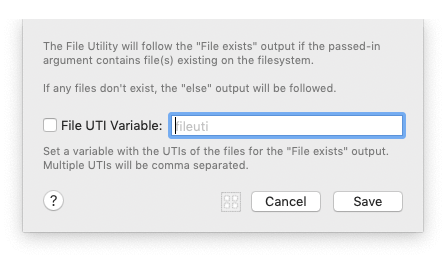 The File Utility will follow the "File exists" output if the passed-in
argument contains file(s) existing on the filesystem.
If any files don't exist, the "else" output will be followed.
File UTI Variable: fileuti
Set a variable with the UTIs of the files for the "File exists" output.
Multiple UTIs will be comma separated.
? Cancel Save